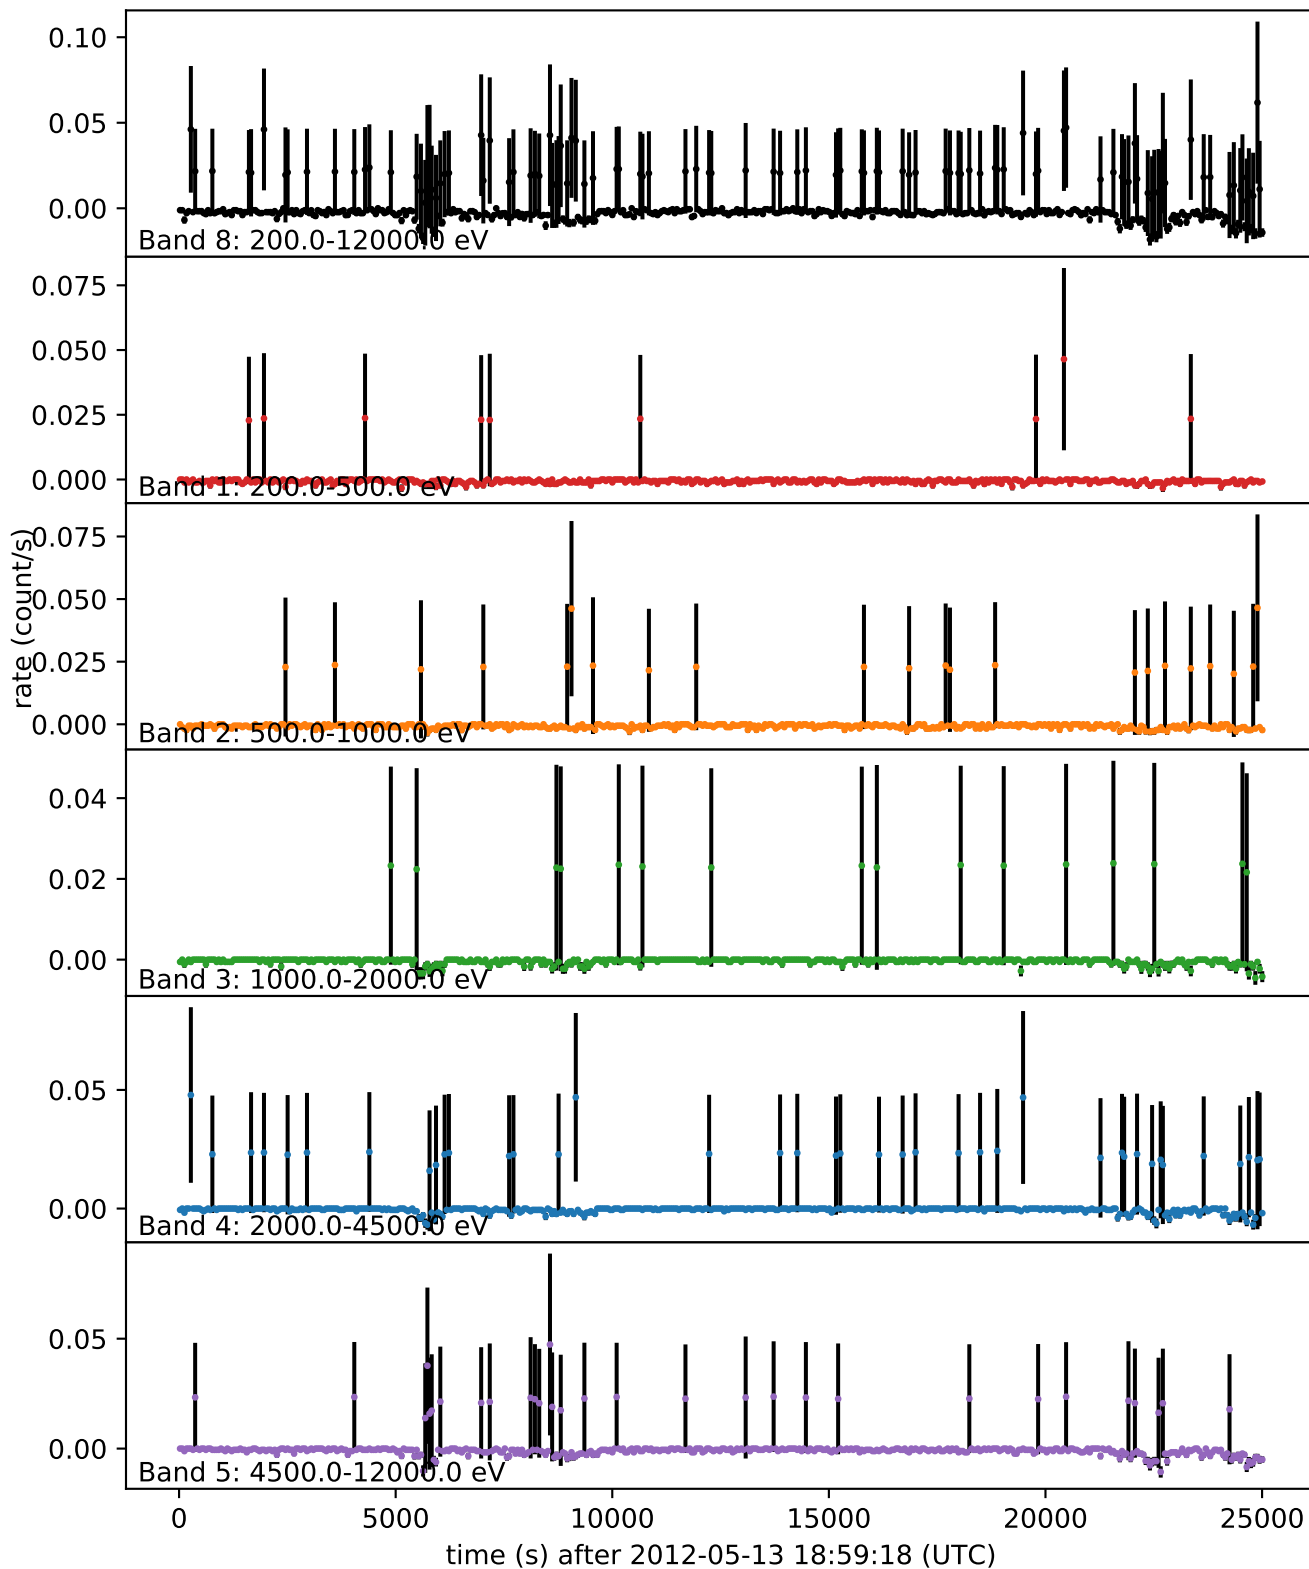 0.10
0.05
0.00
Band 8: 200.0-12000.0 eV
0.075
0.050
0.025
0.000
Band 1: 200.0-500.0 eV
rate (count/s)
0.075
0.050
0.025
0.000
Band 2: 500.0-1000.0 eV
0.04
0.02
0.00
Band 3: 1000.0-2000.0 eV
0.05
0.00
Band 4: 2000.0-4500.0 eV
0.05
0.00
Band 5: 4500.0-12000.0 eV
0 5000 10000 15000 20000 25000
time (s) after 2012-05-13 18:59:18 (UTC)